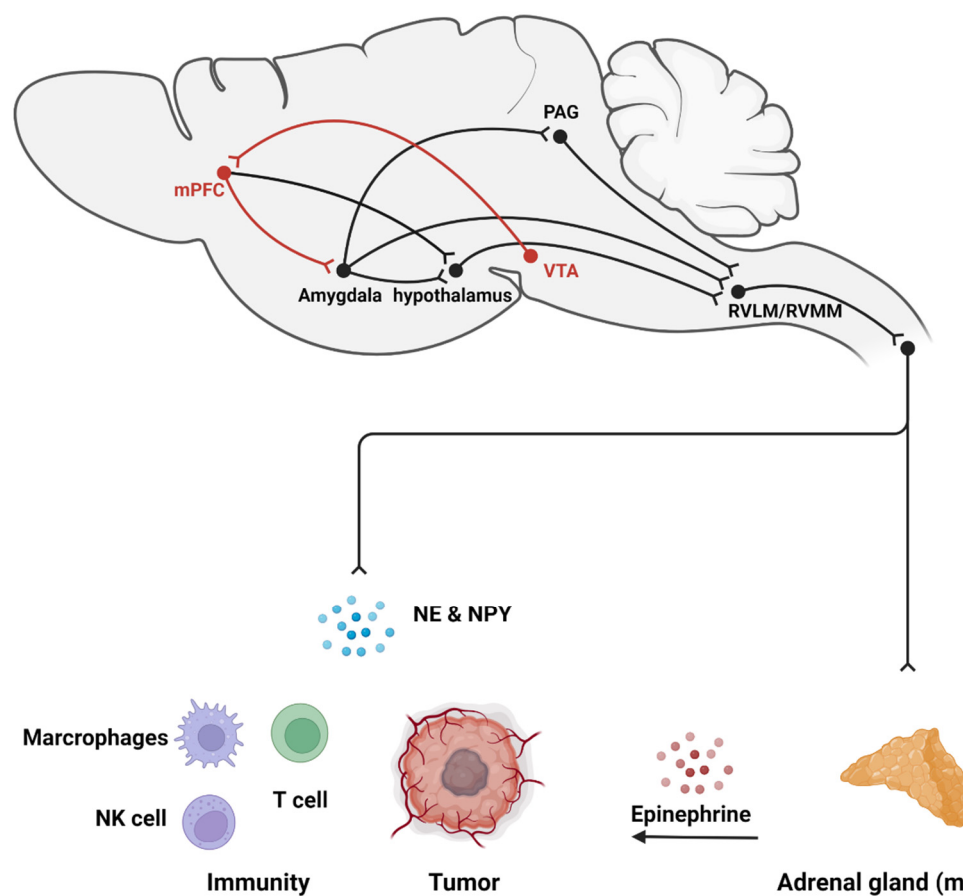 PAG
mPFC
VTA
Amygdala hypothalamus
RVLM/RVMM
NE & NPY
Marcrophages
T cell
NK cell
Epinephrine
Immunity
Tumor
Adrenal gland (m